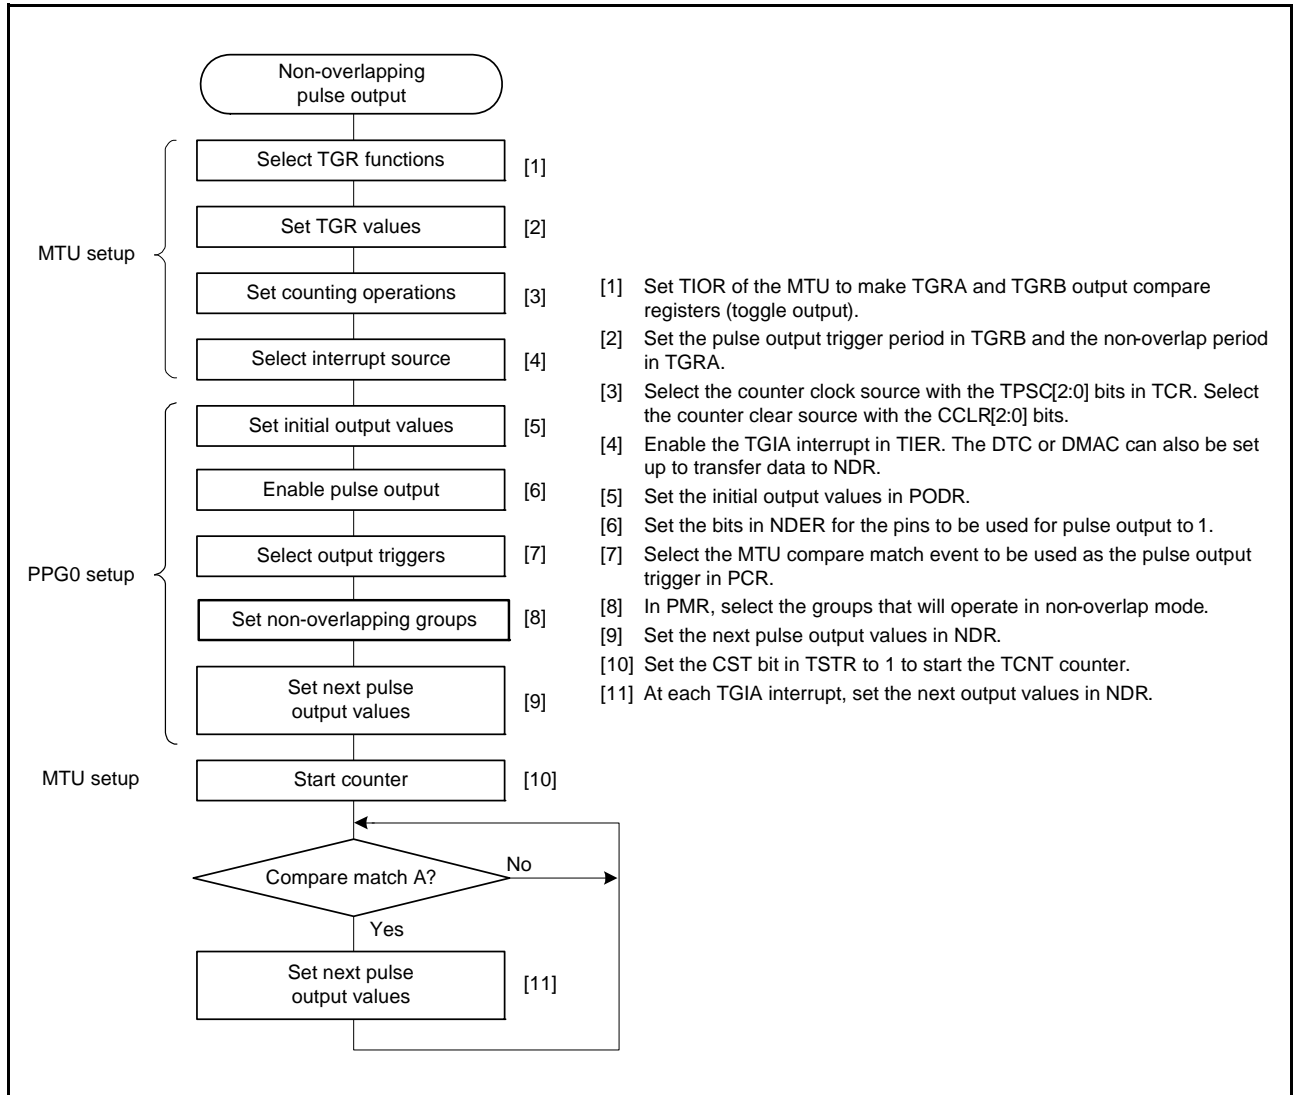 Non-overlapping
pulse output
MTU setup
Select TGR functions
[1]
Set TGR values
[2]
Set counting operations
[3]
Select interrupt source
[4]
PPG0 setup
Set initial output values
[5]
Enable pulse output
[6]
Select output triggers
[7]
Set non-overlapping groups
[8]
Set next pulse
output values
[9]
MTU setup
Start counter
[10]
Compare match A?
No
Yes
Set next pulse
output values
[11]
[1] Set TIOR of the MTU to make TGRA and TGRB output compare
registers (toggle output).
[2] Set the pulse output trigger period in TGRB and the non-overlap period
in TGRA.
[3] Select the counter clock source with the TPSC[2:0] bits in TCR. Select
the counter clear source with the CCLR[2:0] bits.
[4] Enable the TGIA interrupt in TIER. The DTC or DMAC can also be set
up to transfer data to NDR.
[5] Set the initial output values in PODR.
[6] Set the bits in NDER for the pins to be used for pulse output to 1.
[7] Select the MTU compare match event to be used as the pulse output
trigger in PCR.
[8] In PMR, select the groups that will operate in non-overlap mode.
[9] Set the next pulse output values in NDR.
[10] Set the CST bit in TSTR to 1 to start the TCNT counter.
[11] At each TGIA interrupt, set the next output values in NDR.